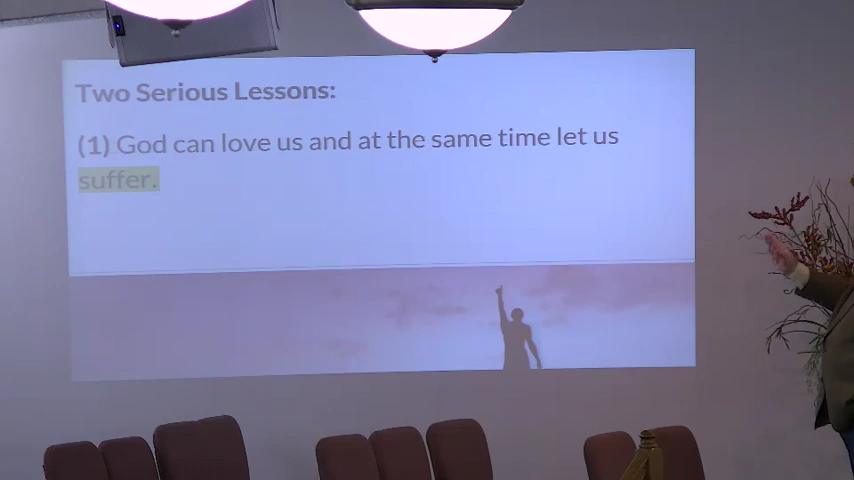 Two Serious Lessons:
(1) God can love us and at the same time let us
suffer.